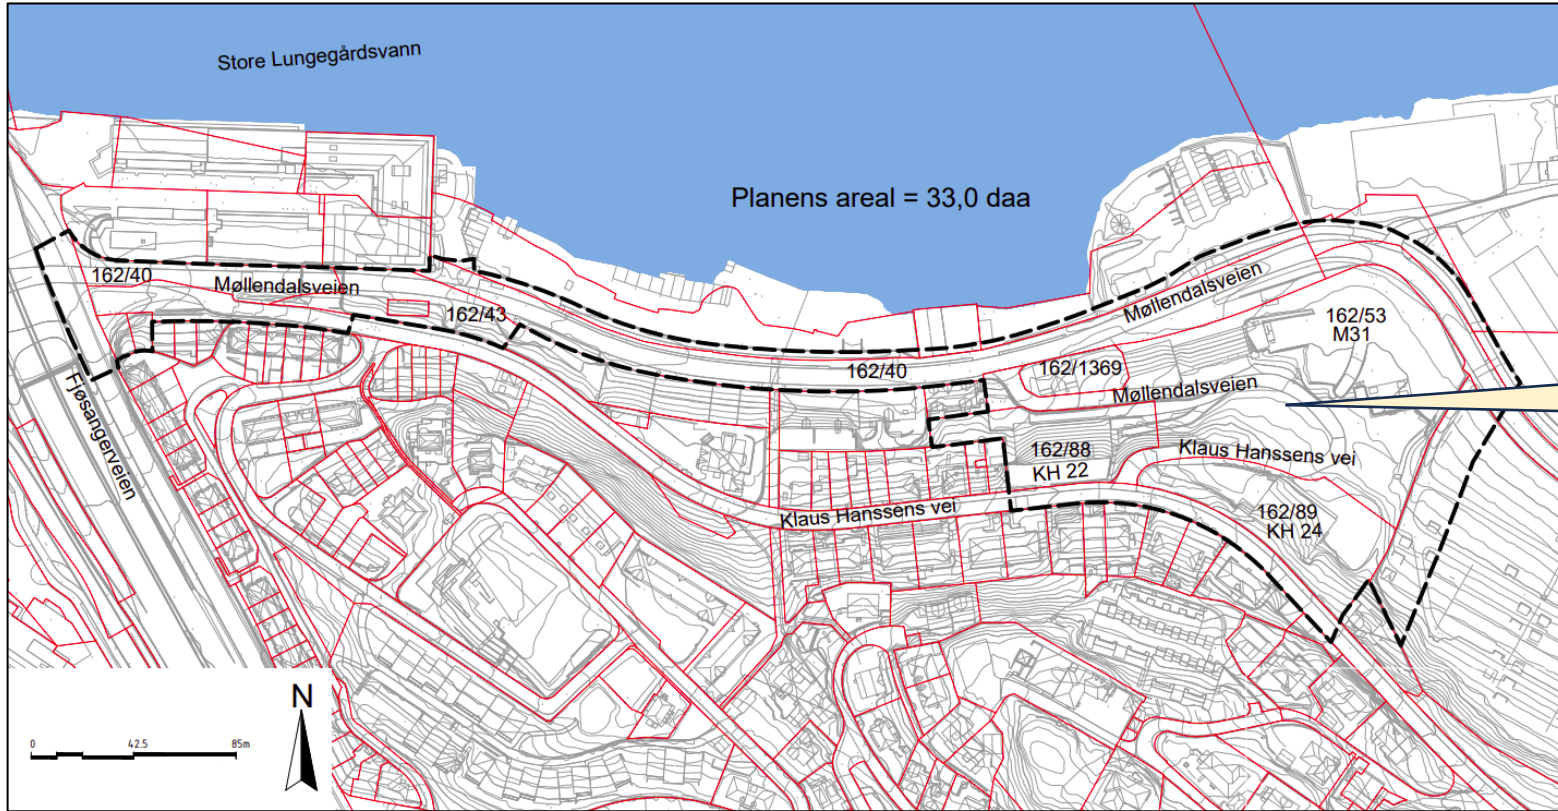 Store Lungegårdsvann
Planens areal = 33,0 daa
162/40
Møllendalsveien
162/43
Møllendalsveien
162/53
M31
162/40
162/1369
Møllendalsveien
Fjøsangerveien
162/88
KH 22
Klaus Hanssens vei
Klaus Hanssens vei
162/89
KH 24
N
0 42.5 85m